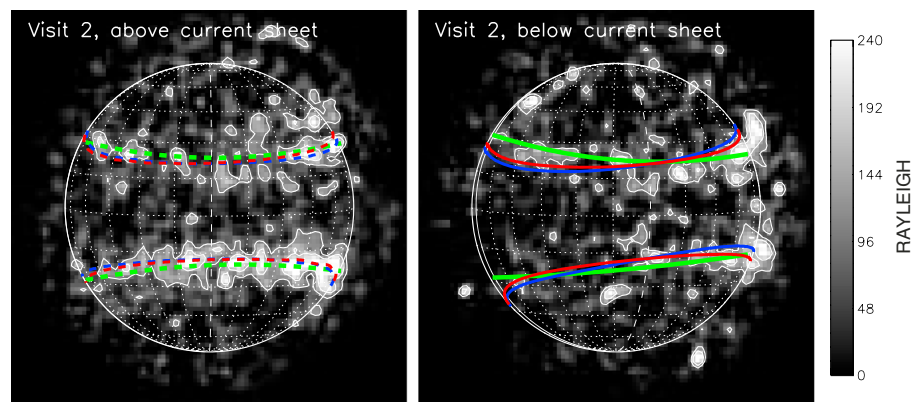 Visit 2, above current sheet
Visit 2, below current sheet
240
192
144
96
48
0
RAYLEIGH